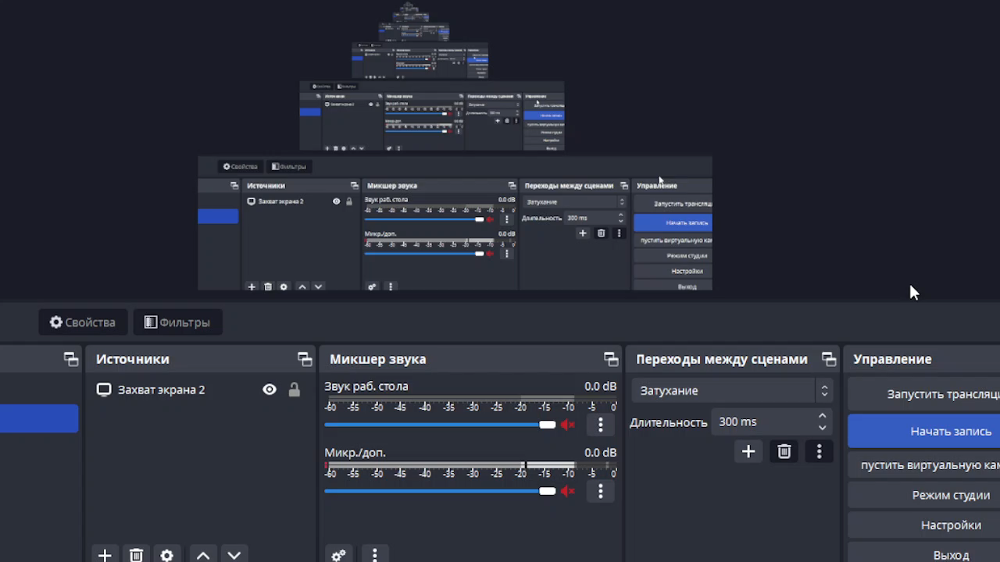 Свойства Фильтры
Источники Микшер звука Переходы между сценами Управление
Захват экрана 2 Звук раб. стола 0.0 dB Затухание Запустить трансляц
-60 -55 -50 -45 -40 -35 -30 -25 -20 -15 -10 -5 0
Длительность 300 ms Начать запись
Микр./доп. 0.0 dB пустить виртуальную кам
-60 -55 -50 -45 -40 -35 -30 -25 -20 -15 -10 -5 0
Режим студии
Настройки
Выход
Свойства Фильтры
Источники Микшер звука Переходы между сценами Управление
Захват экрана 2 Звук раб. стола 0.0 dB Затухание Запустить трансляци
-60 -55 -50 -45 -40 -35 -30 -25 -20 -15 -10 -5 0
Длительность 300 ms Начать запись
Микр./доп. 0.0 dB пустить виртуальную кам
-60 -55 -50 -45 -40 -35 -30 -25 -20 -15 -10 -5 0
Режим студии
Настройки
Выход